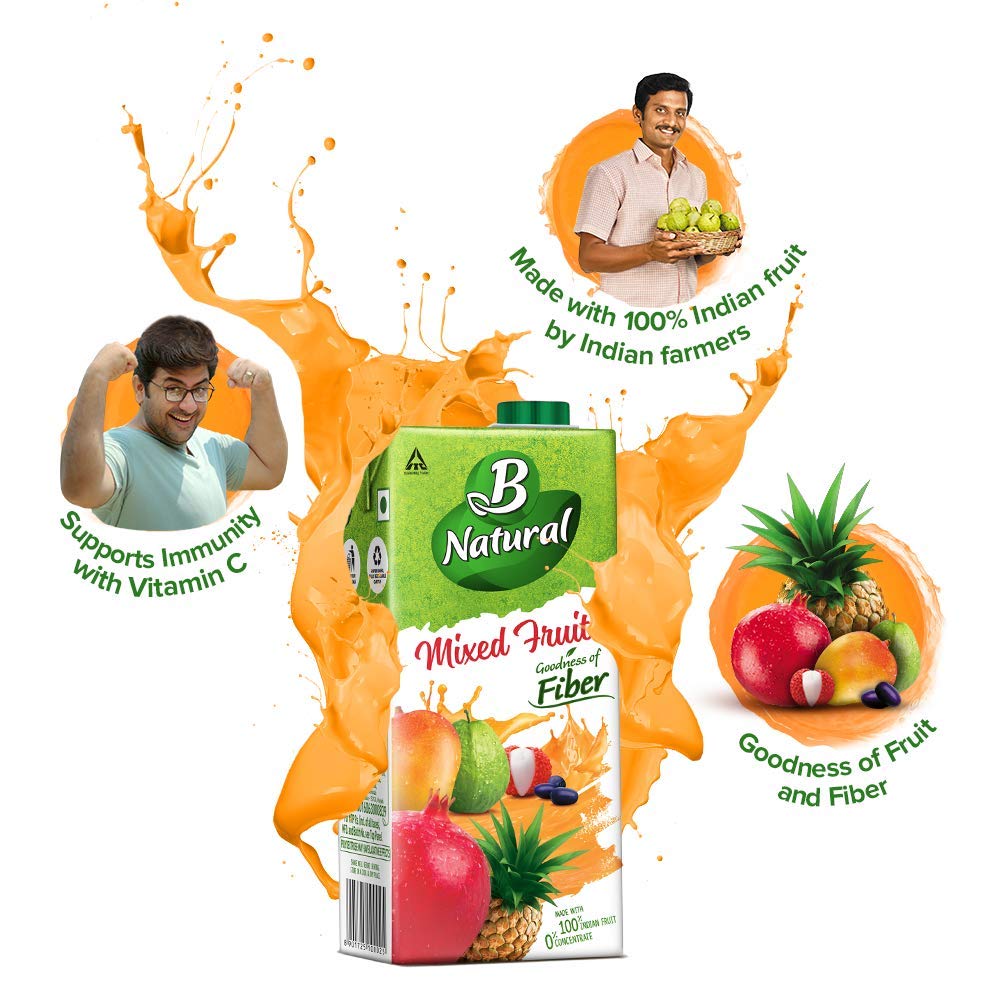 Made with 100% Indian fruit
by Indian farmers
Supports Immunity
with Vitamin C
B
Natural
Mixed Fruit
Goodness of
Fiber
Goodness of Fruit
and Fiber
MADE WITH
100% INDIAN FRUIT
0% CONCENTRATE